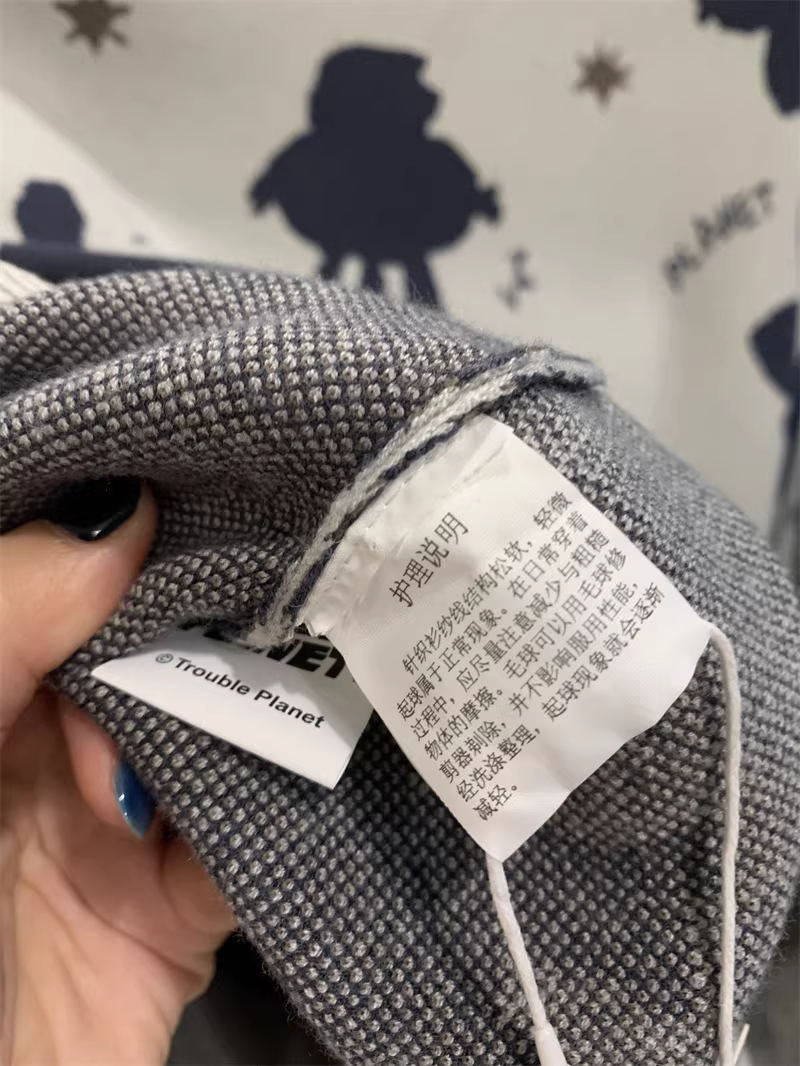 PLANET
护理说明
针织衫纱线结构松软，轻微
起球属于正常现象。在日常穿着
过程中，应尽量注意减少与粗随
物体的摩擦。毛球可以用毛球修
剪器剃除，并不影响服用性能，
经洗涤整理，起球现象就会逐渐
减轻。
©Trouble Planet